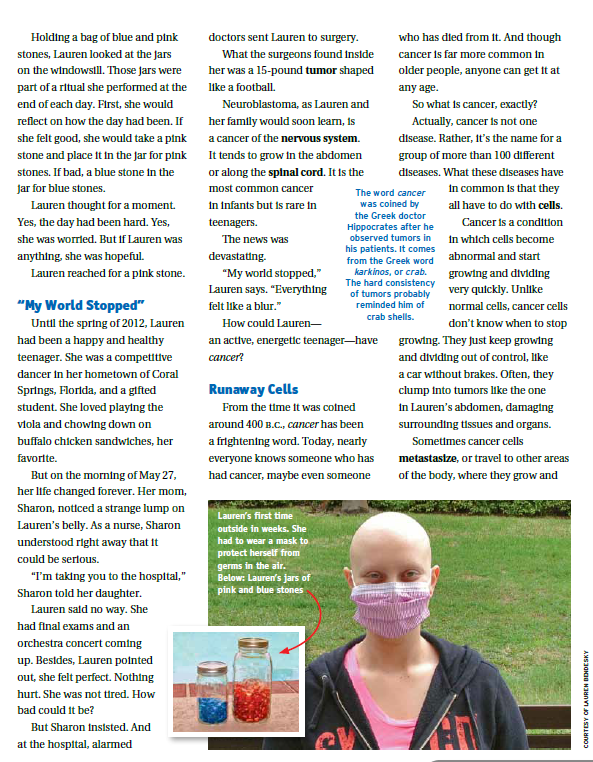 Holding a bag of blue and pink
stones, Lauren looked at the jars
on the windowsill. Those jars were
part of a ritual she performed at the
end of each day. First, she would
reflect on how the day had been. If
she felt good, she would take a pink
stone and place it in the jar for pink
stones. If bad, a blue stone in the
jar for blue stones.
Lauren thought for a moment.
Yes, the day had been hard. Yes,
she was worried. But if Lauren was
anything, she was hopeful.
Lauren reached for a pink stone.
“My World Stopped”
Until the spring of 2012, Lauren
had been a happy and healthy
teenager. She was a competitive
dancer in her hometown of Coral
Springs, Florida, and a gifted
student. She loved playing the
viola and chowing down on
buffalo chicken sandwiches, her
favorite.
But on the morning of May 27,
her life changed forever. Her mom,
Sharon, noticed a strange lump on
Lauren’s belly. As a nurse, Sharon
understood right away that it
could be serious.
“I’m taking you to the hospital,”
Sharon told her daughter.
Lauren said no way. She
had final exams and an
orchestra concert coming
up. Besides, Lauren pointed
out, she felt perfect. Nothing
hurt. She was not tired. How
bad could it be?
But Sharon insisted. And
at the hospital, alarmed
doctors sent Lauren to surgery.
What the surgeons found inside
her was a 15-pound tumor shaped
like a football.
Neuroblastoma, as Lauren and
her family would soon learn, is
a cancer of the nervous system.
It tends to grow in the abdomen
or along the spinal cord. It is the
most common cancer
in infants but is rare in
teenagers.
The news was
devastating.
“My world stopped,”
Lauren says. “Everything
felt like a blur.”
How could Lauren—
an active, energetic teenager—have
cancer?
Runaway Cells
From the time it was coined
around 400 B.C., cancer has been
a frightening word. Today, nearly
everyone knows someone who has
had cancer, maybe even someone
The word cancer
was coined by
the Greek doctor
Hippocrates after he
observed tumors in
his patients. It comes
from the Greek word
karkinos, or crab.
The hard consistency
of tumors probably
reminded him of
crab shells.
who has died from it. And though
cancer is far more common in
older people, anyone can get it at
any age.
So what is cancer, exactly?
Actually, cancer is not one
disease. Rather, it’s the name for a
group of more than 100 different
diseases. What these diseases have
in common is that they
all have to do with cells.
Cancer is a condition
in which cells become
abnormal and start
growing and dividing
very quickly. Unlike
normal cells, cancer cells
don’t know when to stop
growing. They just keep growing
and dividing out of control, like
a car without brakes. Often, they
clump into tumors like the one
in Lauren’s abdomen, damaging
surrounding tissues and organs.
Sometimes cancer cells
metastasize, or travel to other areas
of the body, where they grow and
Lauren’s first time
outside in weeks. She
had to wear a mask to
protect herself from
germs in the air.
Below: Lauren’s jars of
pink and blue stones